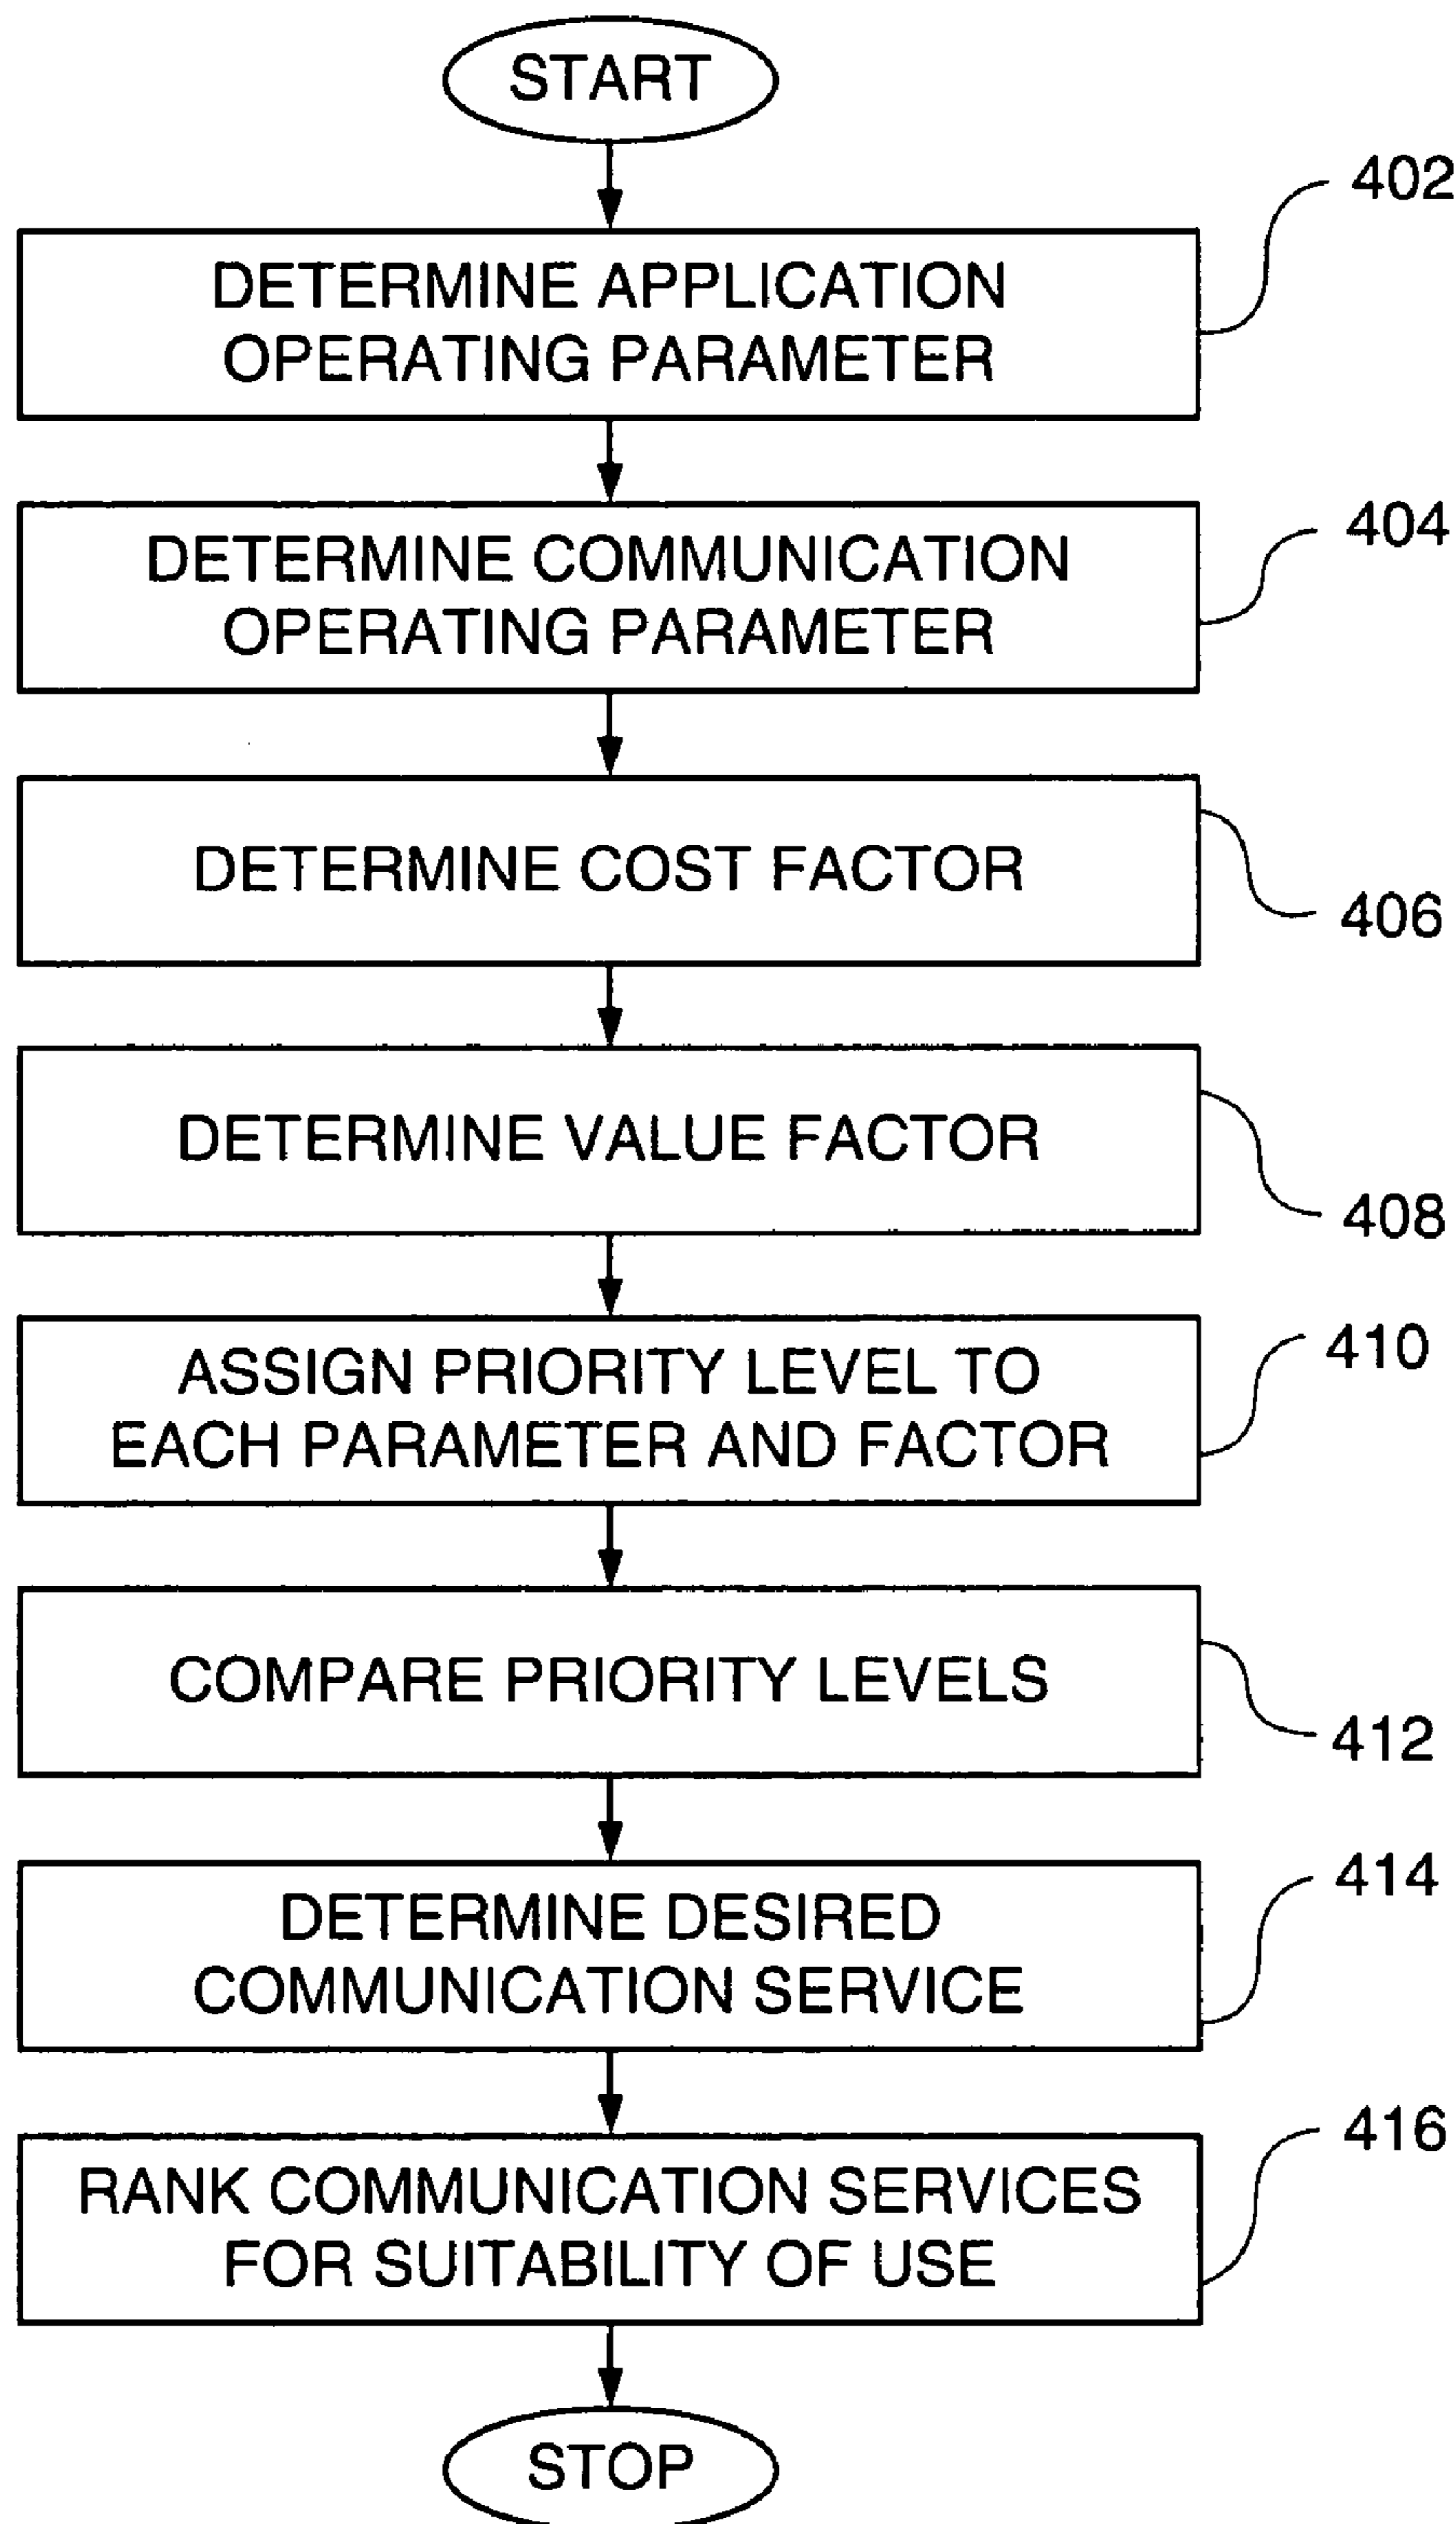 START
402
DETERMINE APPLICATION
OPERATING PARAMETER
404
DETERMINE COMMUNICATION
OPERATING PARAMETER
DETERMINE COST FACTOR
406
DETERMINE VALUE FACTOR
408
410
ASSIGN PRIORITY LEVEL TO
EACH PARAMETER AND FACTOR
COMPARE PRIORITY LEVELS
412
414
DETERMINE DESIRED
COMMUNICATION SERVICE
416
RANK COMMUNICATION SERVICES
FOR SUITABILITY OF USE
STOP